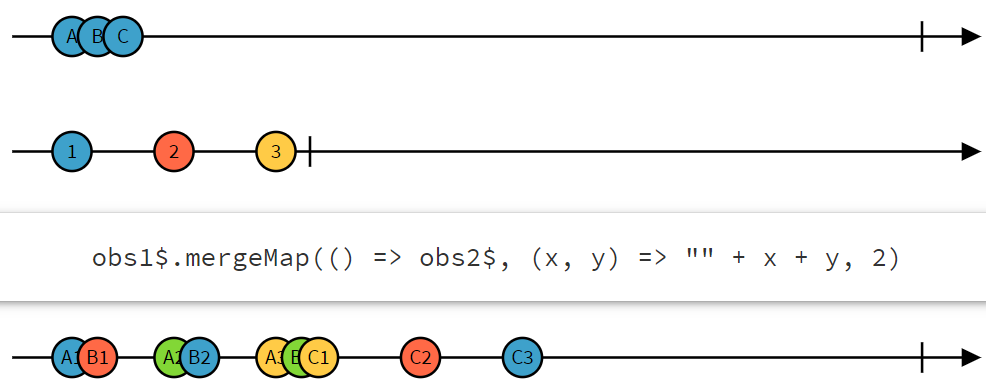 A B C
1 2 3
obs1$.mergeMap(() => obs2$, (x, y) => "" + x + y, 2)
A1 B1 A2 B2 A3 C1 C2 C3